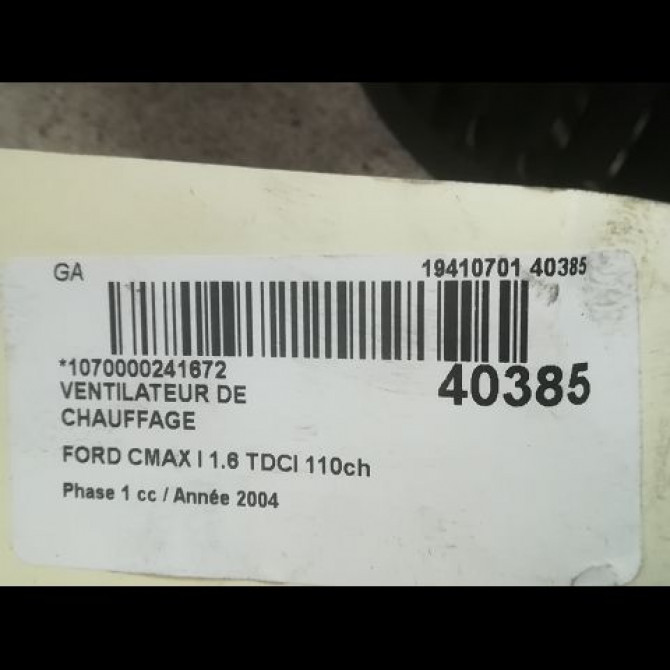 GA 19410701 40385
*1070000241672 40385
VENTILATEUR DE
CHAUFFAGE
FORD CMAX I 1.6 TDCI 110ch
Phase 1 cc / Année 2004